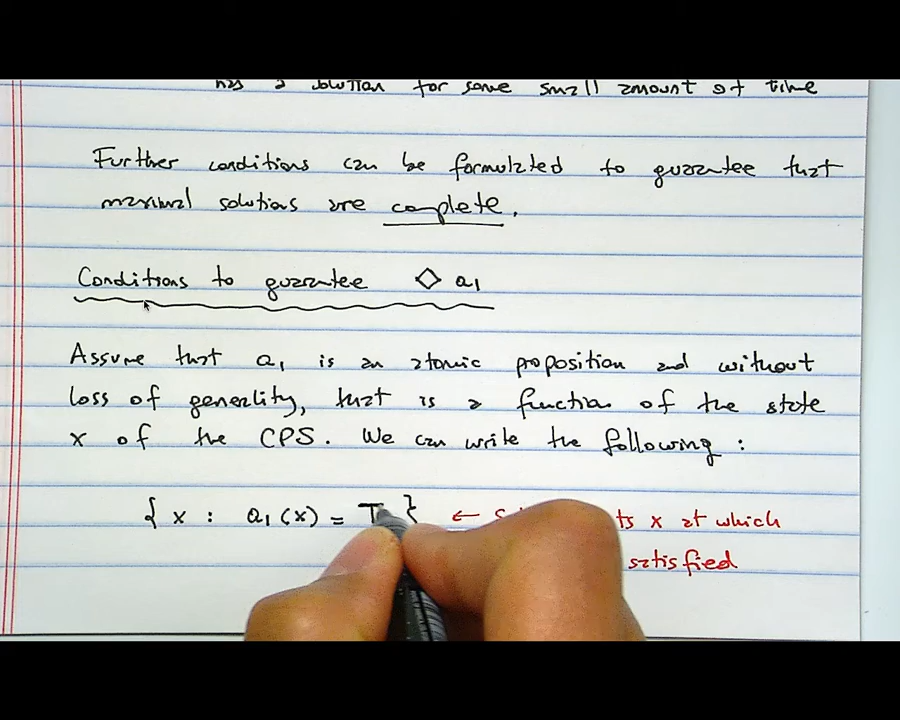 has a solution for some small amount of time
Further conditions can be formulated to guarantee that
maximal solutions are complete.
Conditions to guarantee ◇ a₁
Assume that a₁ is an atomic proposition and without
loss of generality, that is a function of the state
x of the CPS. We can write the following :
{ x : a₁(x) = T } ← x at which
satisfied